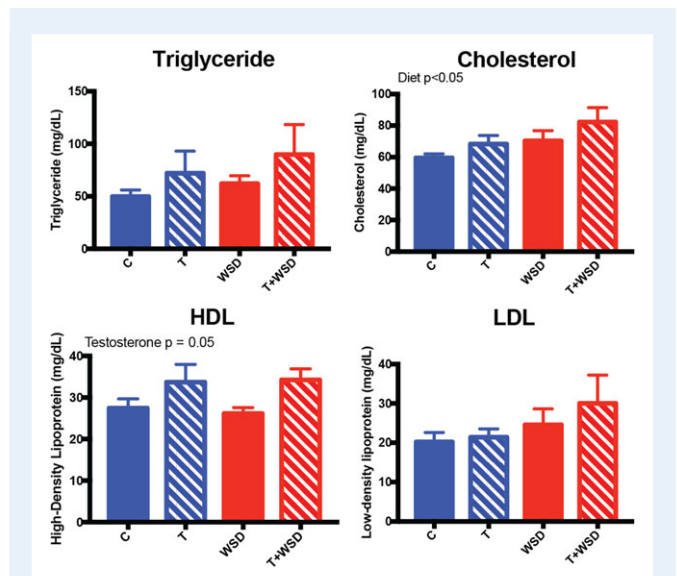 Triglyceride
Triglyceride (mg/dL)
150
100
50
0
C
T
WSD
T+WSD
Cholesterol
Diet p<0.05
Cholesterol (mg/dL)
100
80
60
40
20
0
C
T
WSD
T+WSD
HDL
Testosterone p = 0.05
High-Density Lipoprotein (mg/dL)
40
30
20
10
0
C
T
WSD
T+WSD
LDL
Low-density lipoprotein (mg/dL)
40
30
20
10
0
C
T
WSD
T+WSD